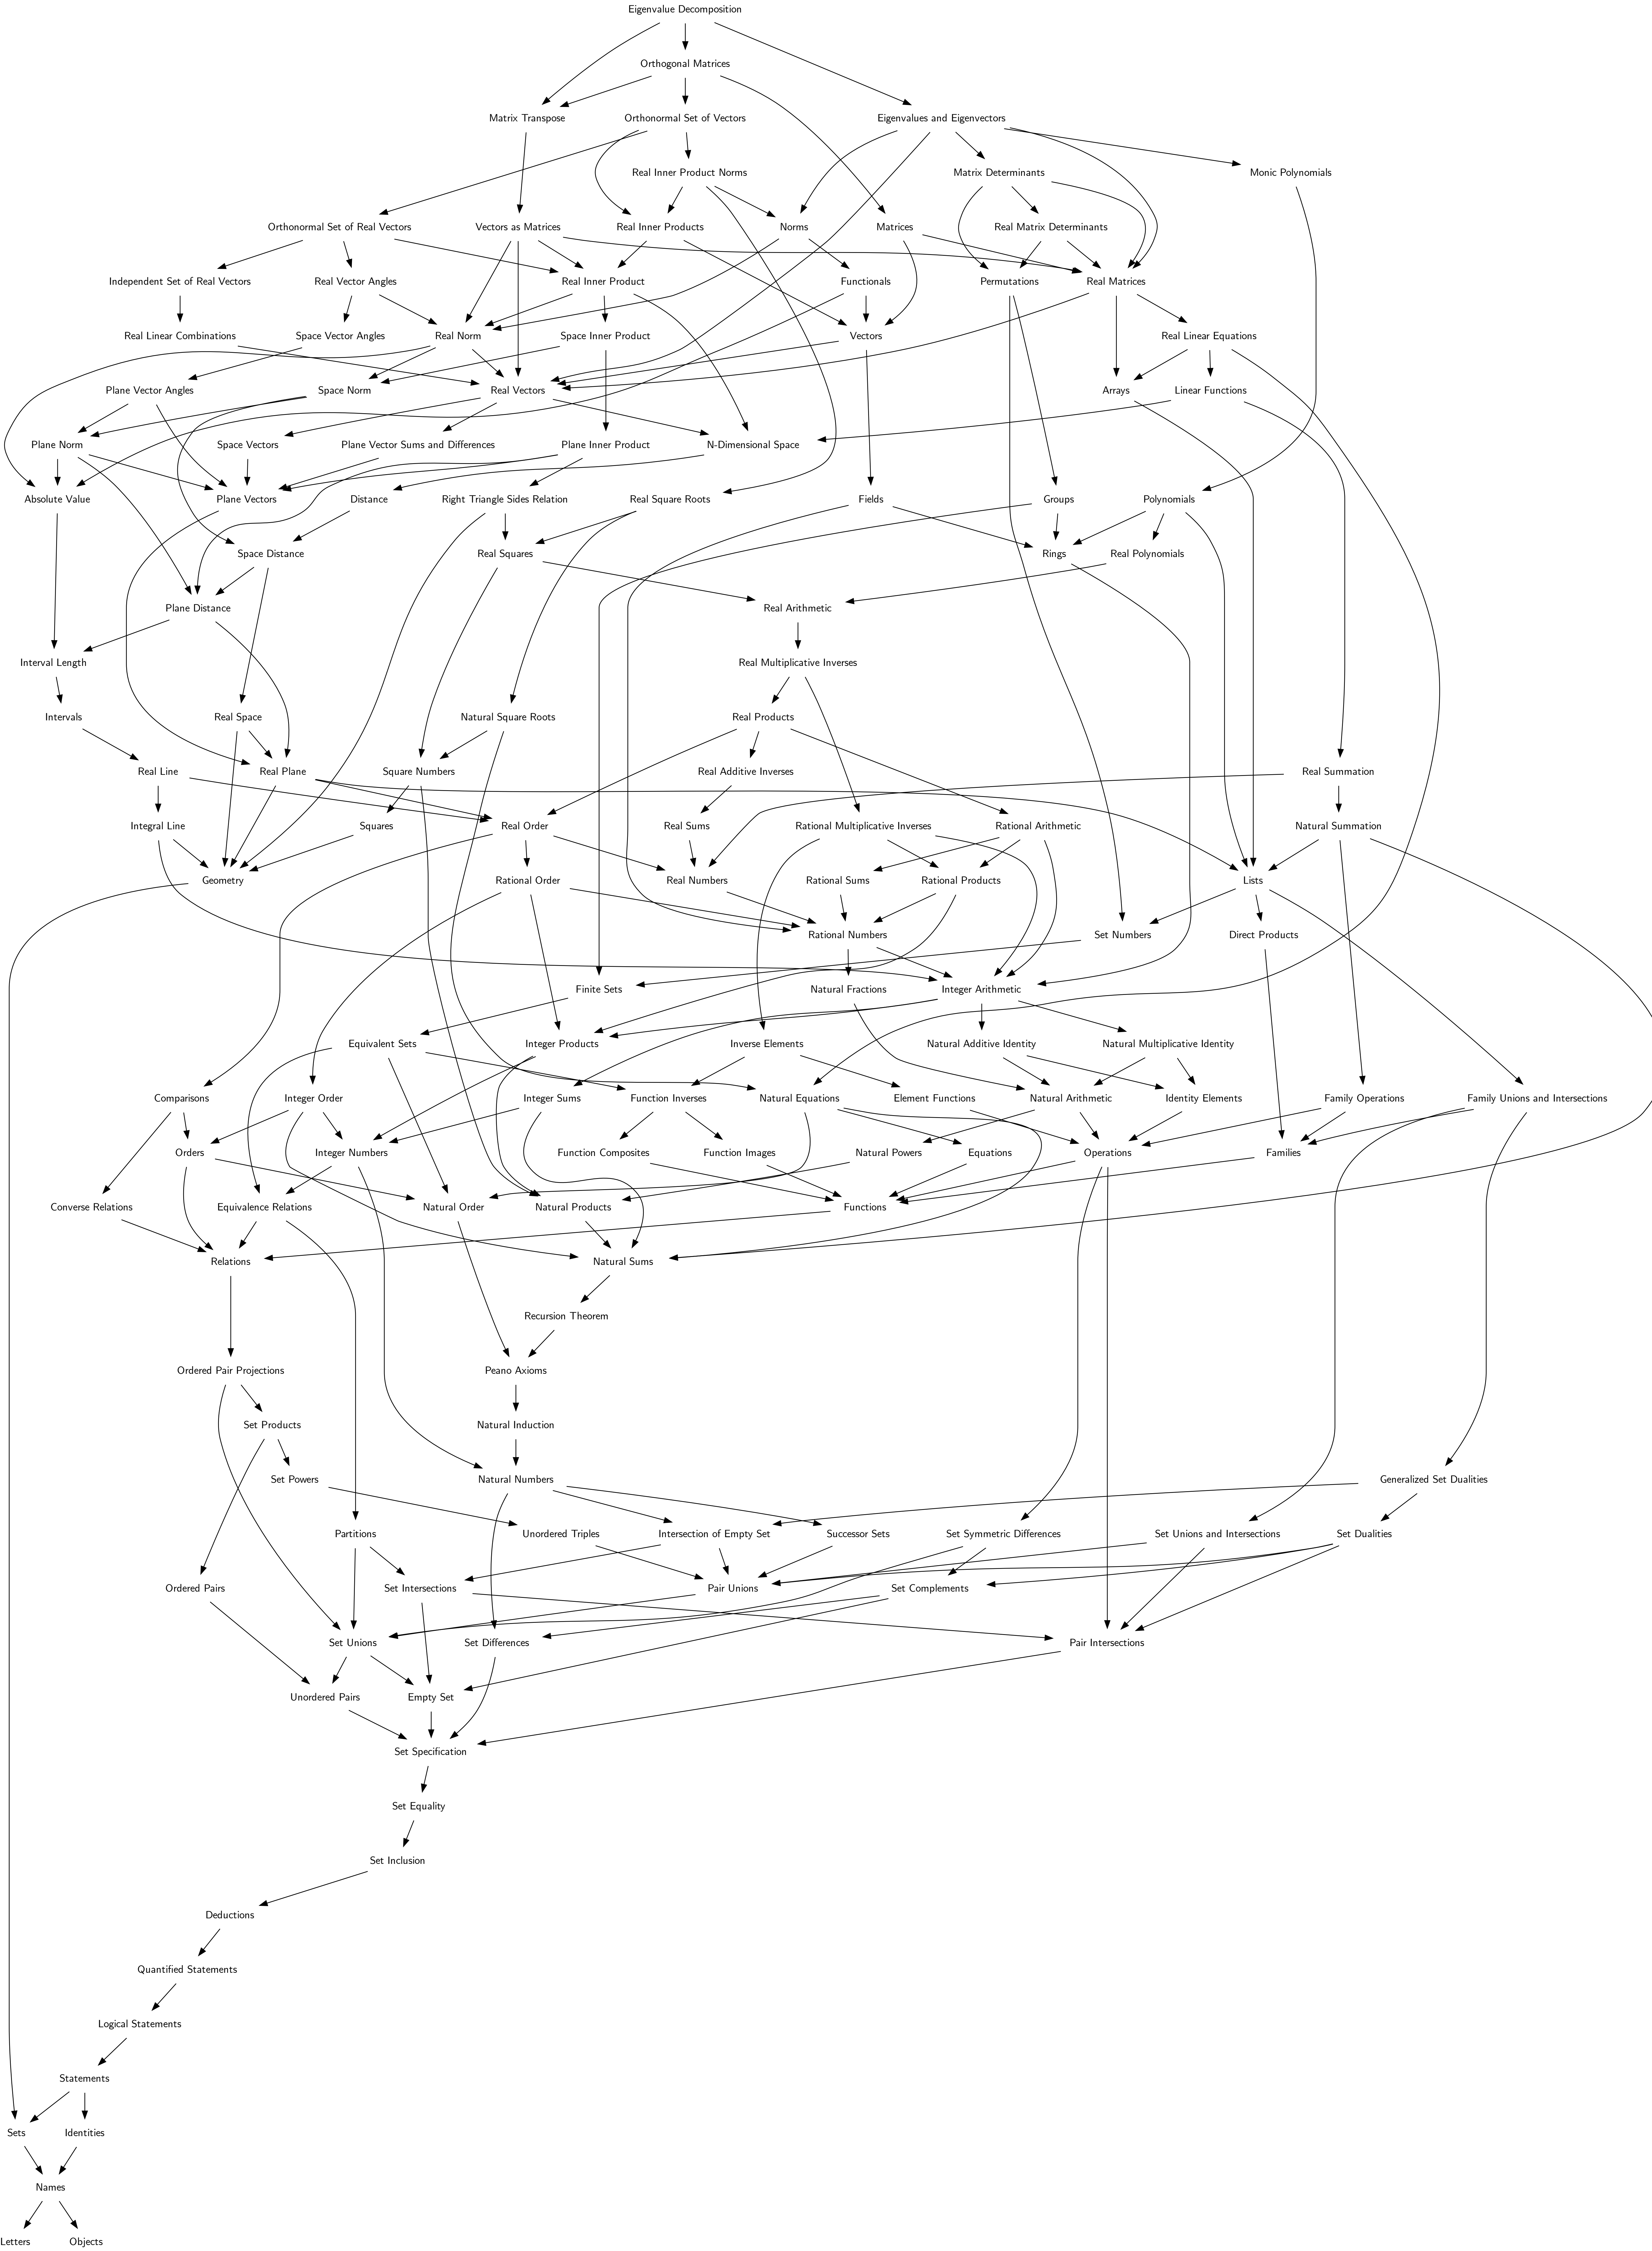 Eigenvalue Decomposition
Orthogonal Matrices
Matrix Transpose
Orthonormal Set of Vectors
Eigenvalues and Eigenvectors
Real Inner Product Norms
Matrix Determinants
Monic Polynomials
Orthonormal Set of Real Vectors
Vectors as Matrices
Real Inner Products
Norms
Matrices
Real Matrix Determinants
Independent Set of Real Vectors
Real Vector Angles
Real Inner Product
Functionals
Permutations
Real Matrices
Real Linear Combinations
Space Vector Angles
Real Norm
Space Inner Product
Vectors
Real Linear Equations
Plane Vector Angles
Space Norm
Real Vectors
Arrays
Linear Functions
Plane Norm
Space Vectors
Plane Vector Sums and Differences
Plane Inner Product
N-Dimensional Space
Absolute Value
Plane Vectors
Distance
Right Triangle Sides Relation
Real Square Roots
Fields
Groups
Polynomials
Space Distance
Real Squares
Rings
Real Polynomials
Plane Distance
Real Arithmetic
Interval Length
Real Multiplicative Inverses
Intervals
Real Space
Natural Square Roots
Real Products
Real Line
Real Plane
Square Numbers
Real Additive Inverses
Real Summation
Integral Line
Squares
Real Order
Real Sums
Rational Multiplicative Inverses
Rational Arithmetic
Natural Summation
Geometry
Rational Order
Real Numbers
Rational Sums
Rational Products
Lists
Rational Numbers
Set Numbers
Direct Products
Finite Sets
Natural Fractions
Integer Arithmetic
Equivalent Sets
Integer Products
Inverse Elements
Natural Additive Identity
Natural Multiplicative Identity
Comparisons
Integer Order
Integer Sums
Function Inverses
Natural Equations
Element Functions
Natural Arithmetic
Identity Elements
Family Operations
Family Unions and Intersections
Orders
Integer Numbers
Function Composites
Function Images
Natural Powers
Equations
Operations
Families
Converse Relations
Equivalence Relations
Natural Order
Natural Products
Functions
Relations
Natural Sums
Recursion Theorem
Ordered Pair Projections
Peano Axioms
Set Products
Natural Induction
Set Powers
Natural Numbers
Generalized Set Dualities
Partitions
Unordered Triples
Intersection of Empty Set
Successor Sets
Set Symmetric Differences
Set Unions and Intersections
Set Dualities
Ordered Pairs
Set Intersections
Pair Unions
Set Complements
Set Unions
Set Differences
Pair Intersections
Unordered Pairs
Empty Set
Set Specification
Set Equality
Set Inclusion
Deductions
Quantified Statements
Logical Statements
Statements
Sets
Identities
Names
Letters
Objects